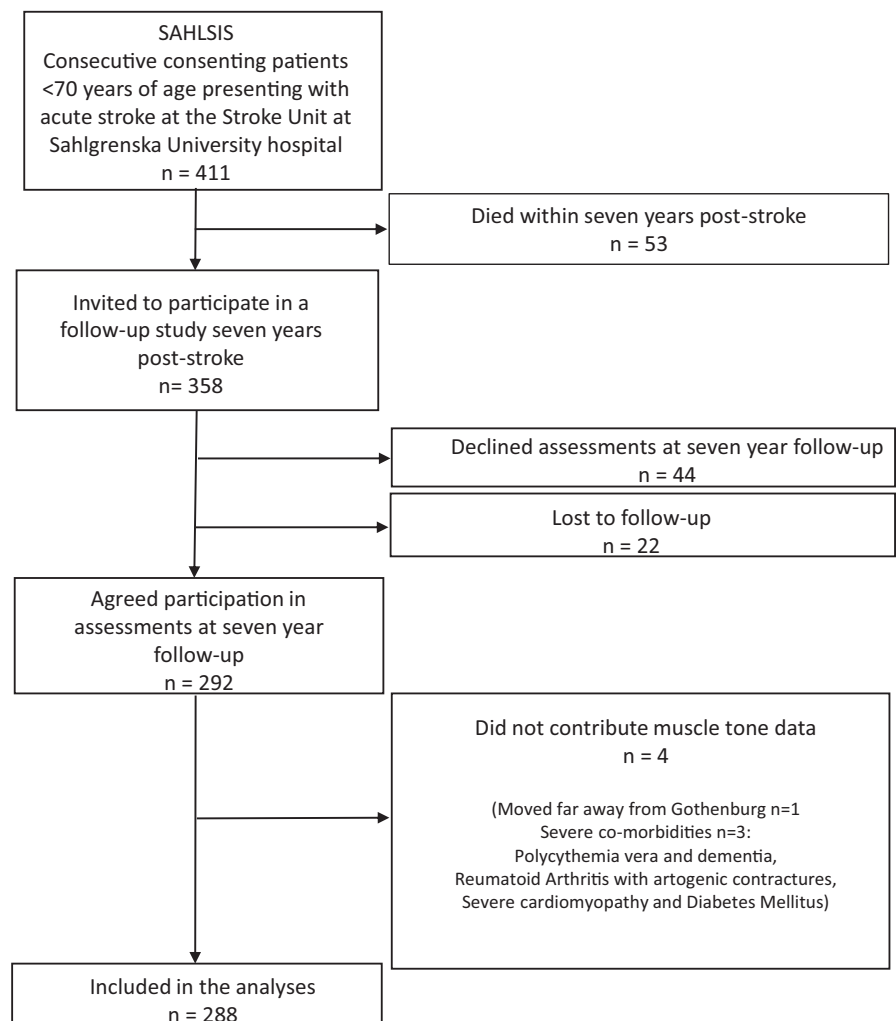 SAHLSIS
Consecutive consenting patients
<70 years of age presenting with
acute stroke at the Stroke Unit at
Sahlgrenska University hospital
n = 411
Died within seven years post-stroke
n = 53
Invited to participate in a
follow-up study seven years
post-stroke
n= 358
Declined assessments at seven year follow-up
n = 44
Lost to follow-up
n = 22
Agreed participation in
assessments at seven year
follow-up
n = 292
Did not contribute muscle tone data
n = 4
(Moved far away from Gothenburg n=1
Severe co-morbidities n=3:
Polycythemia vera and dementia,
Reumatoid Arthritis with artogenic contractures,
Severe cardiomyopathy and Diabetes Mellitus)
Included in the analyses
n = 288